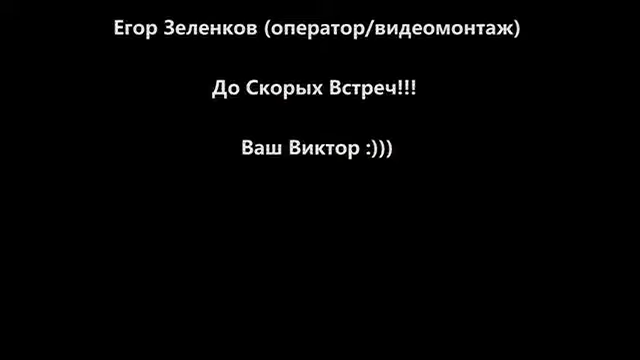 Егор Зеленков (оператор/видеомонтаж)
До Скорых Встреч!!!
Ваш Виктор :)))